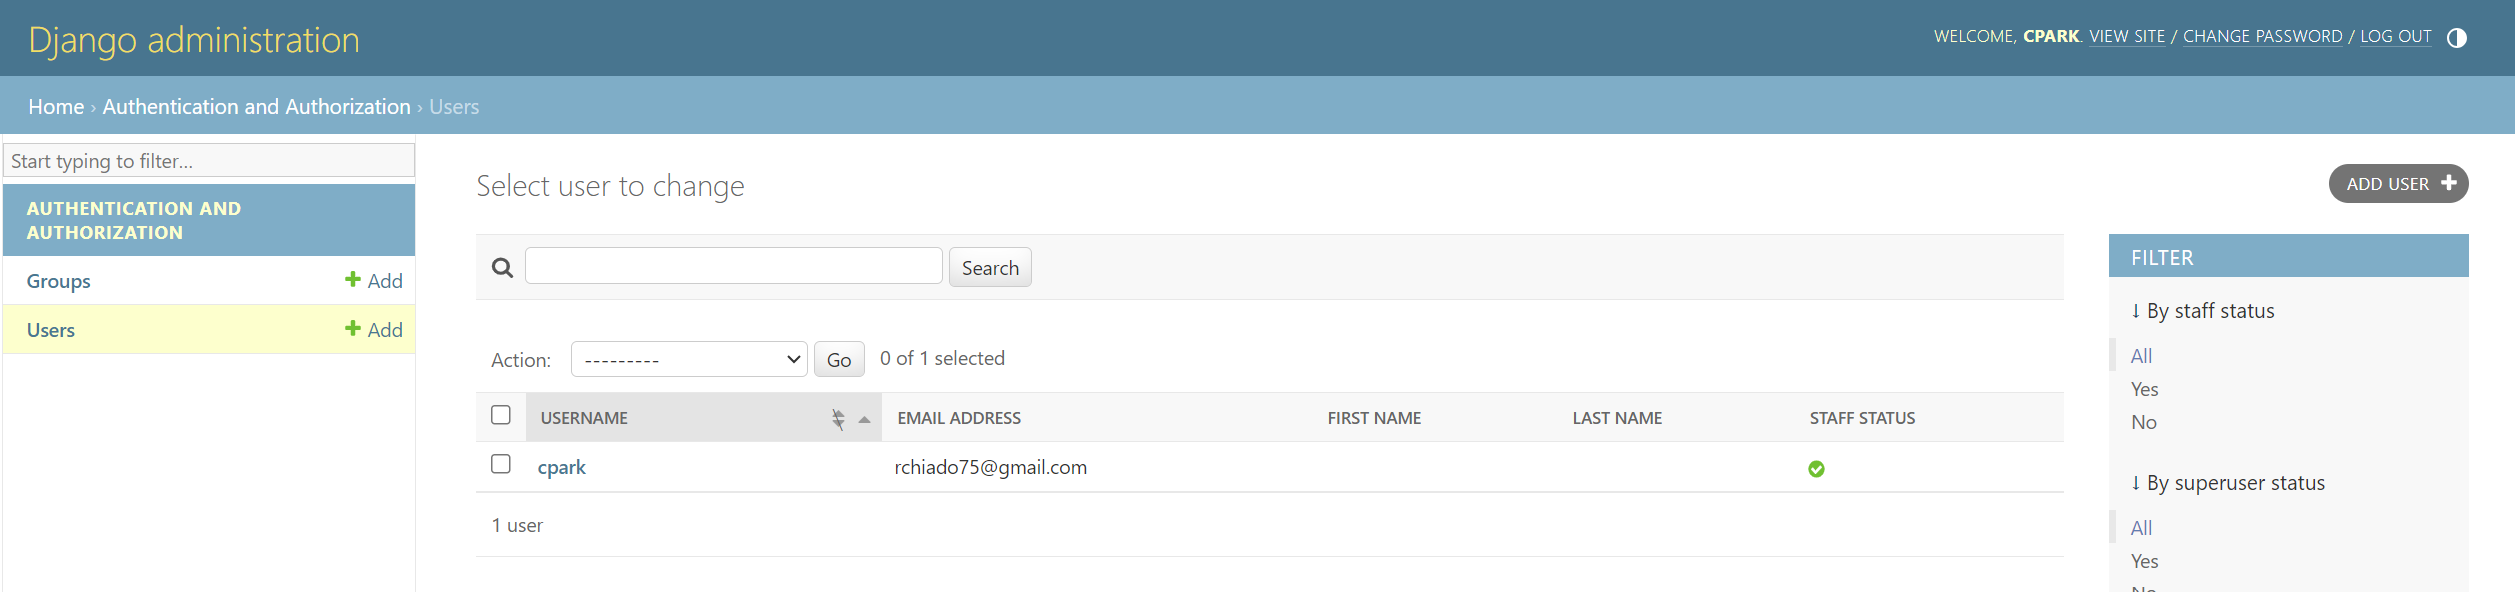 Django administration
WELCOME, CPARK. VIEW SITE / CHANGE PASSWORD / LOG OUT
Home › Authentication and Authorization › Users
Start typing to filter...
AUTHENTICATION AND
AUTHORIZATION
Groups + Add
Users + Add
Select user to change
ADD USER +
Search
Action: --------- Go 0 of 1 selected
USERNAME EMAIL ADDRESS FIRST NAME LAST NAME STAFF STATUS
cpark rchiado75@gmail.com
1 user
FILTER
↓ By staff status
All
Yes
No
↓ By superuser status
All
Yes